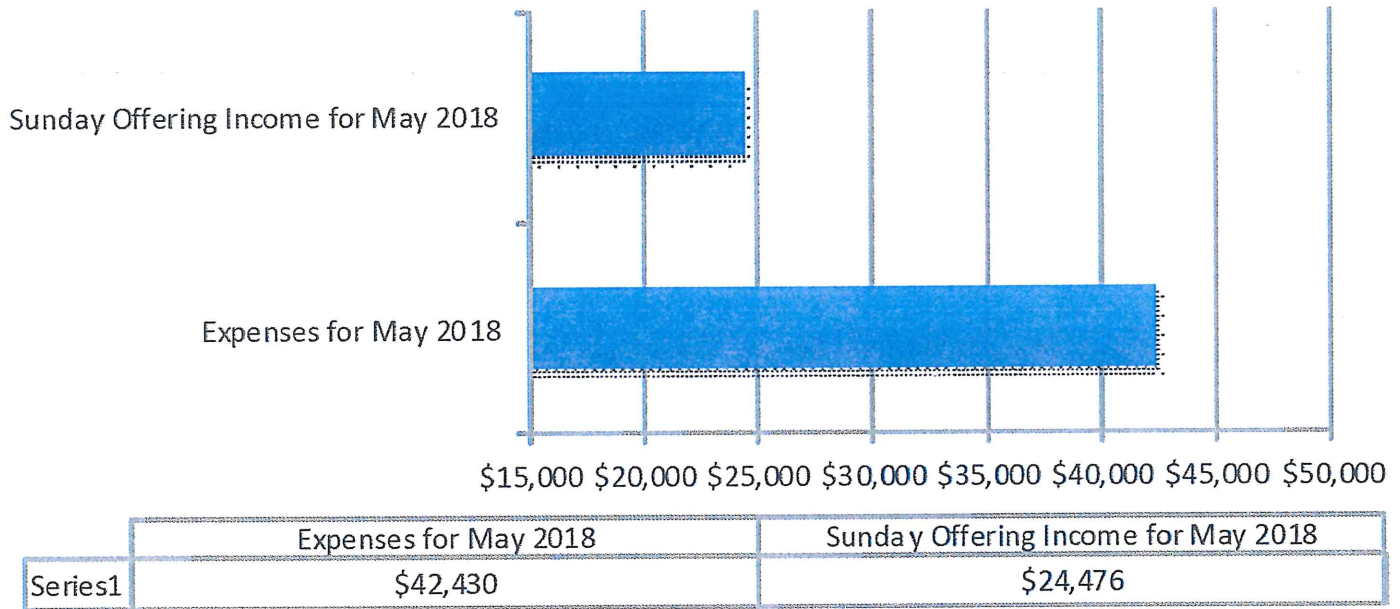 Sunday Offering Income for May 2018
Expenses for May 2018
$15,000 $20,000 $25,000 $30,000 $35,000 $40,000 $45,000 $50,000
Expenses for May 2018 Sunday Offering Income for May 2018
Series1 $42,430 $24,476